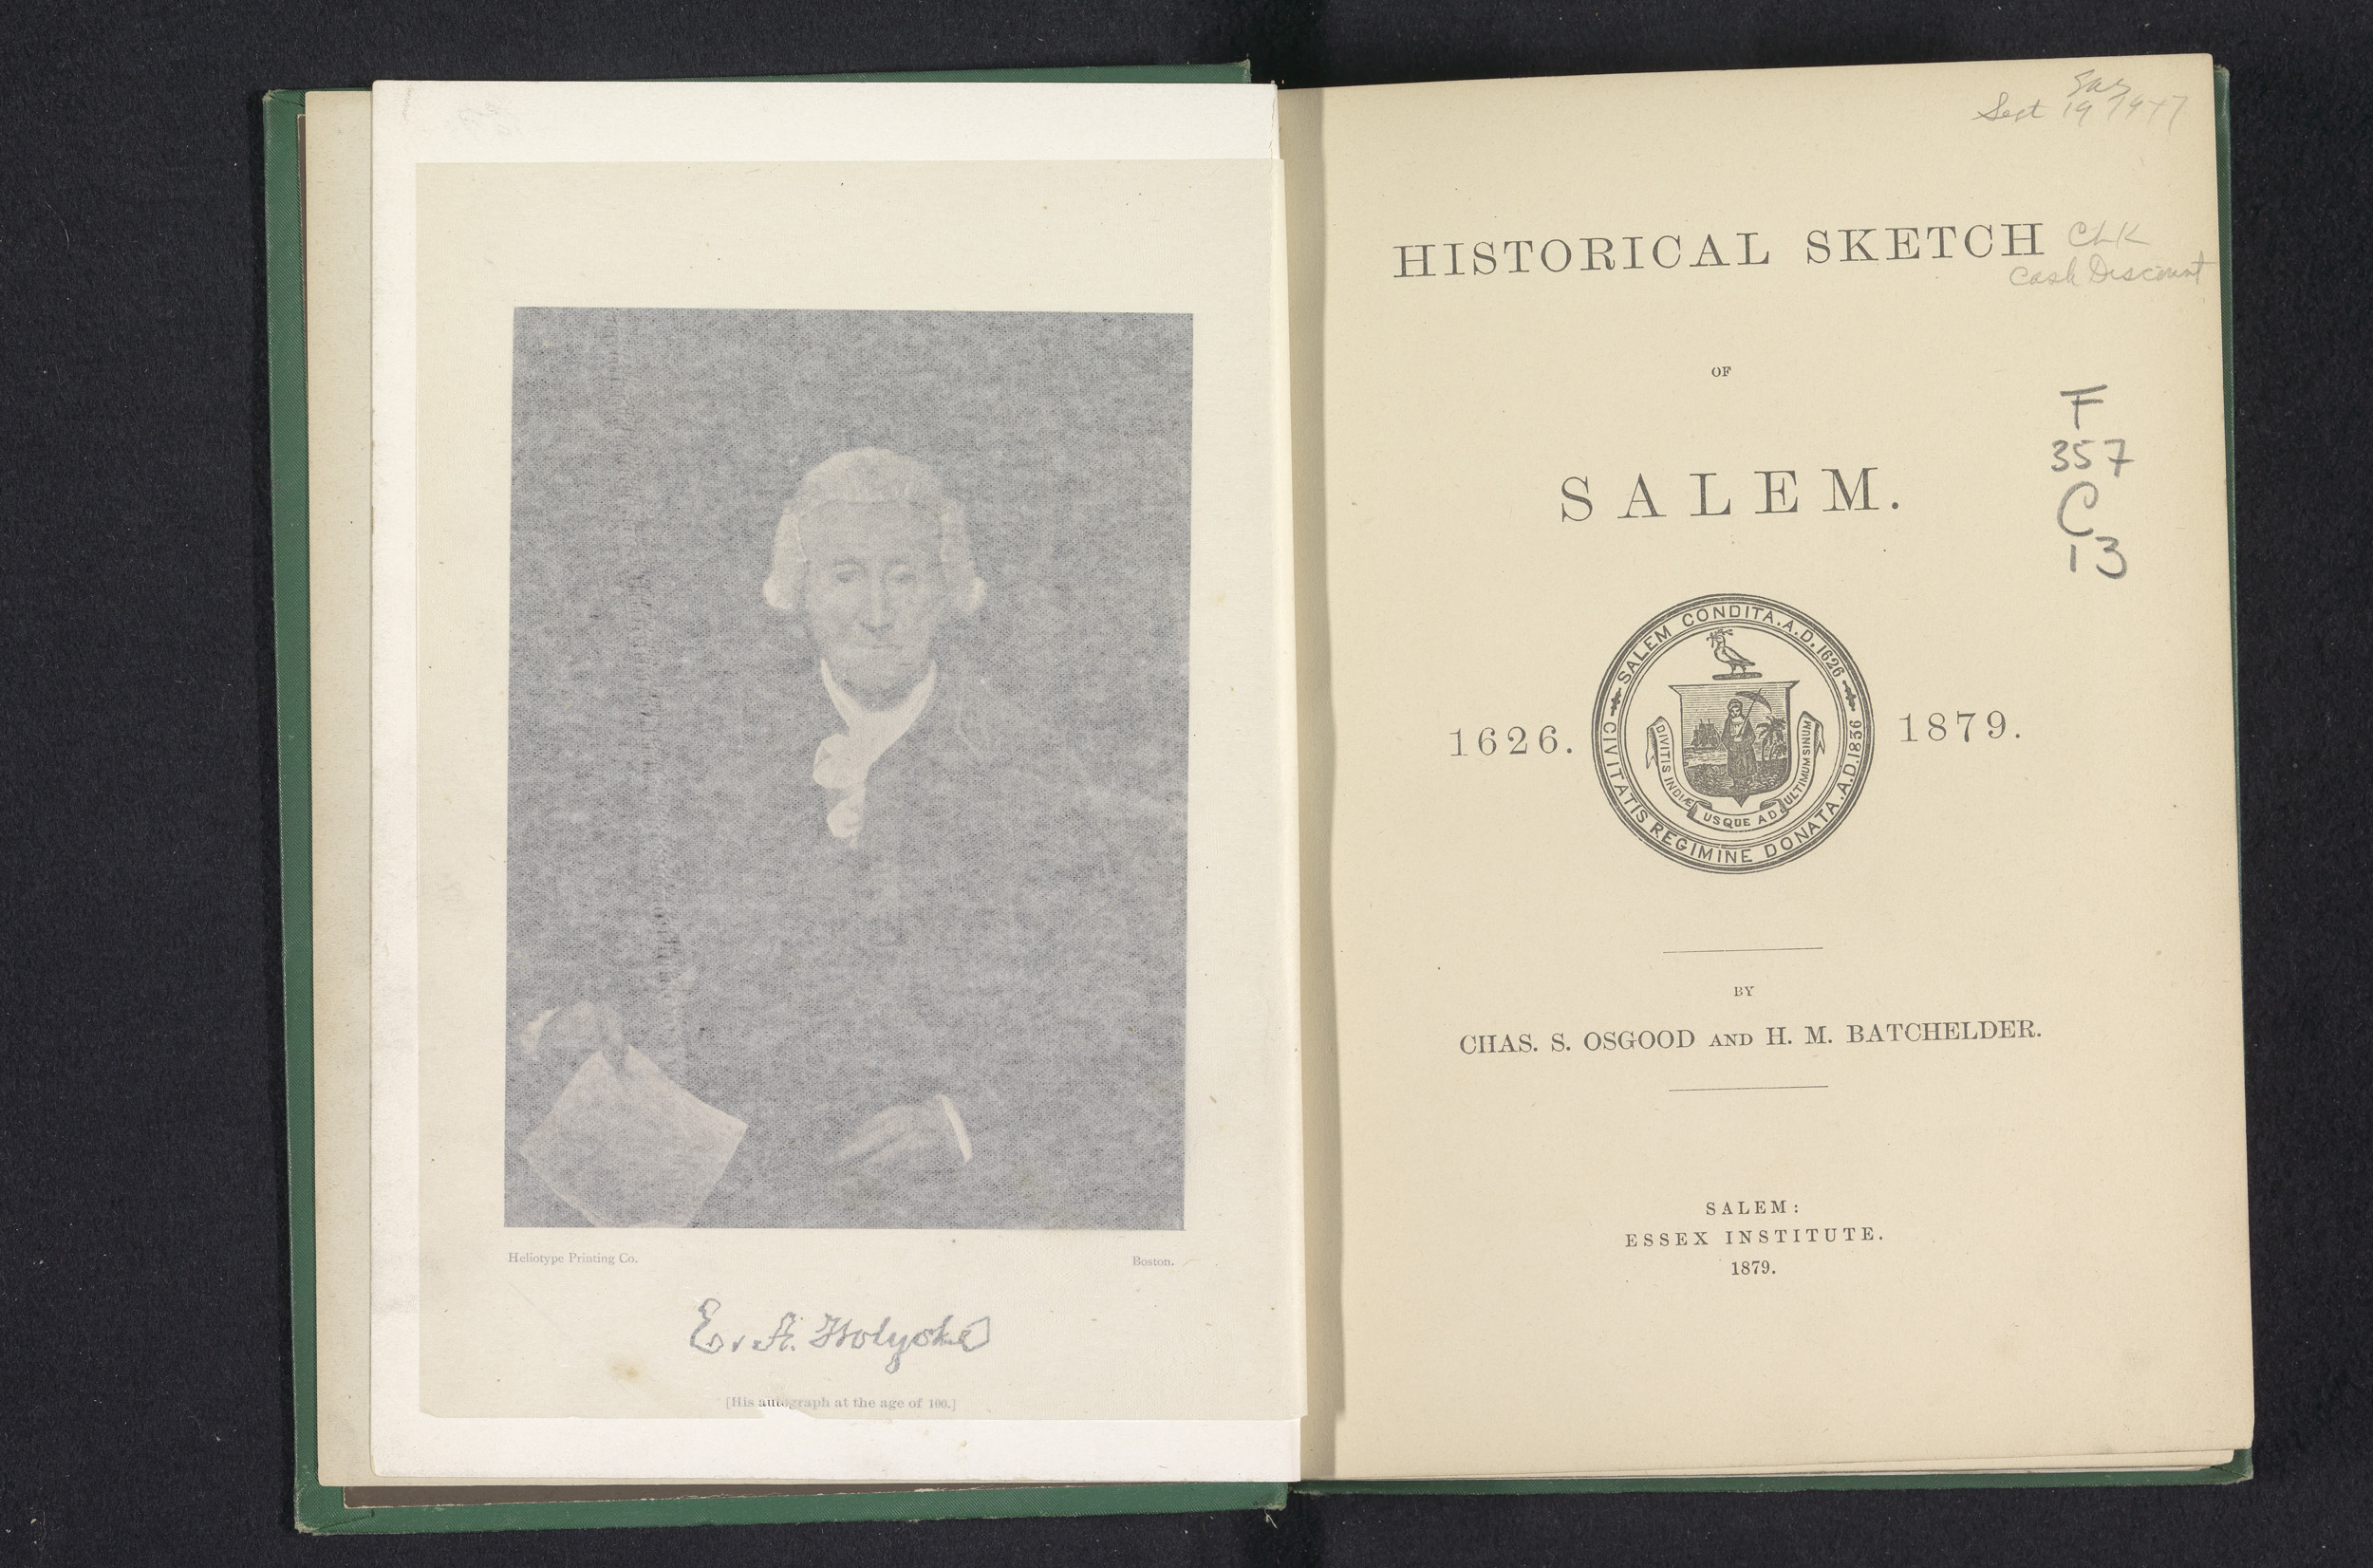 Heliotype Printing Co.
Boston.
E. A. Holyoke
[His autograph at the age of 100.]
Sept 19 1947
HISTORICAL SKETCH
CLK
Cash Discount
OF
SALEM.
F
357
C
13
SALEM CONDITA.A.D.1626
CIVITATIS REGIMINE DONATA.A.D.1836
DIVITIS INDIÆ
USQUE AD
ULTIMUM SINUM
1626.
1879.
BY
CHAS. S. OSGOOD AND H. M. BATCHELDER.
SALEM:
ESSEX INSTITUTE.
1879.